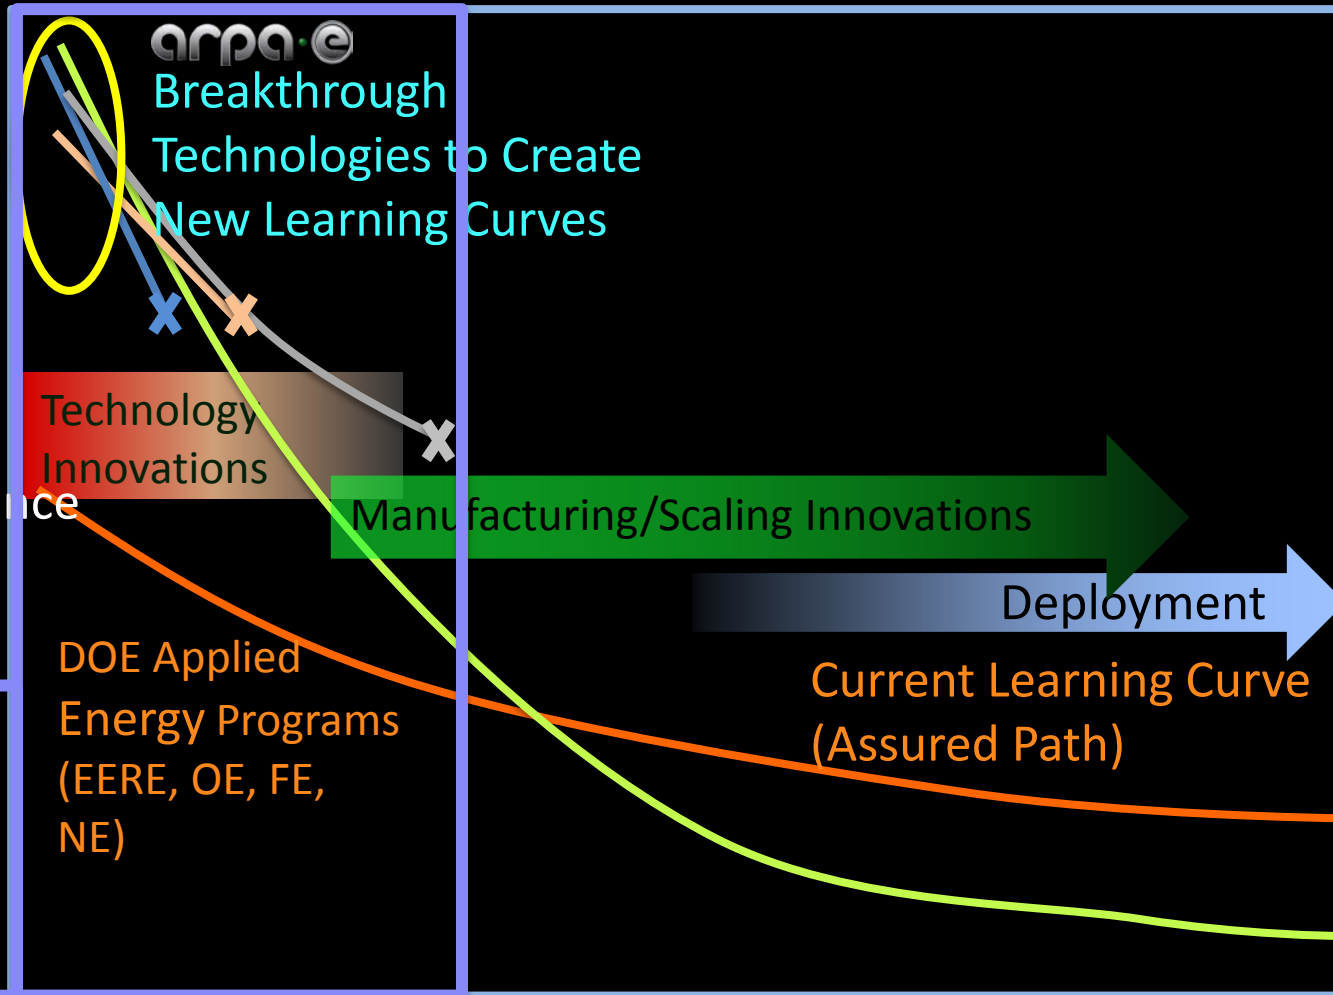 arpa·e
Breakthrough
Technologies to Create
New Learning Curves
Technology
Innovations
nce
Manufacturing/Scaling Innovations
Deployment
DOE Applied
Energy Programs
(EERE, OE, FE,
NE)
Current Learning Curve
(Assured Path)